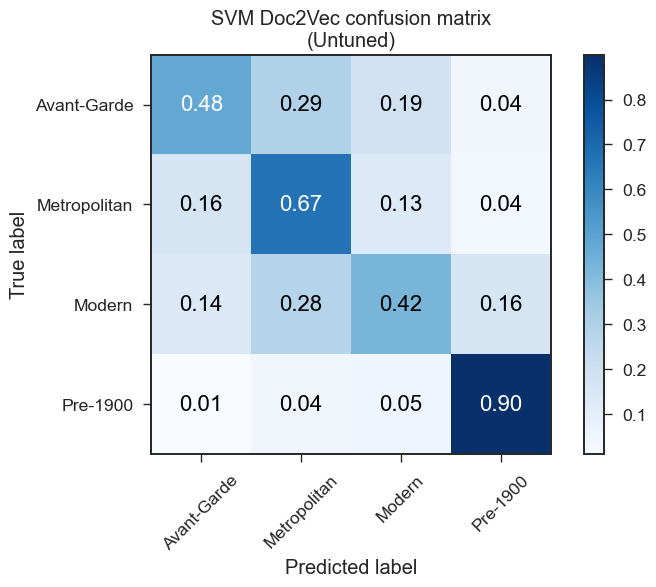 SVM Doc2Vec confusion matrix
(Untuned)
True label
Avant-Garde 0.48 0.29 0.19 0.04
Metropolitan 0.16 0.67 0.13 0.04
Modern 0.14 0.28 0.42 0.16
Pre-1900 0.01 0.04 0.05 0.90
Avant-Garde Metropolitan Modern Pre-1900
Predicted label
0.8
0.7
0.6
0.5
0.4
0.3
0.2
0.1